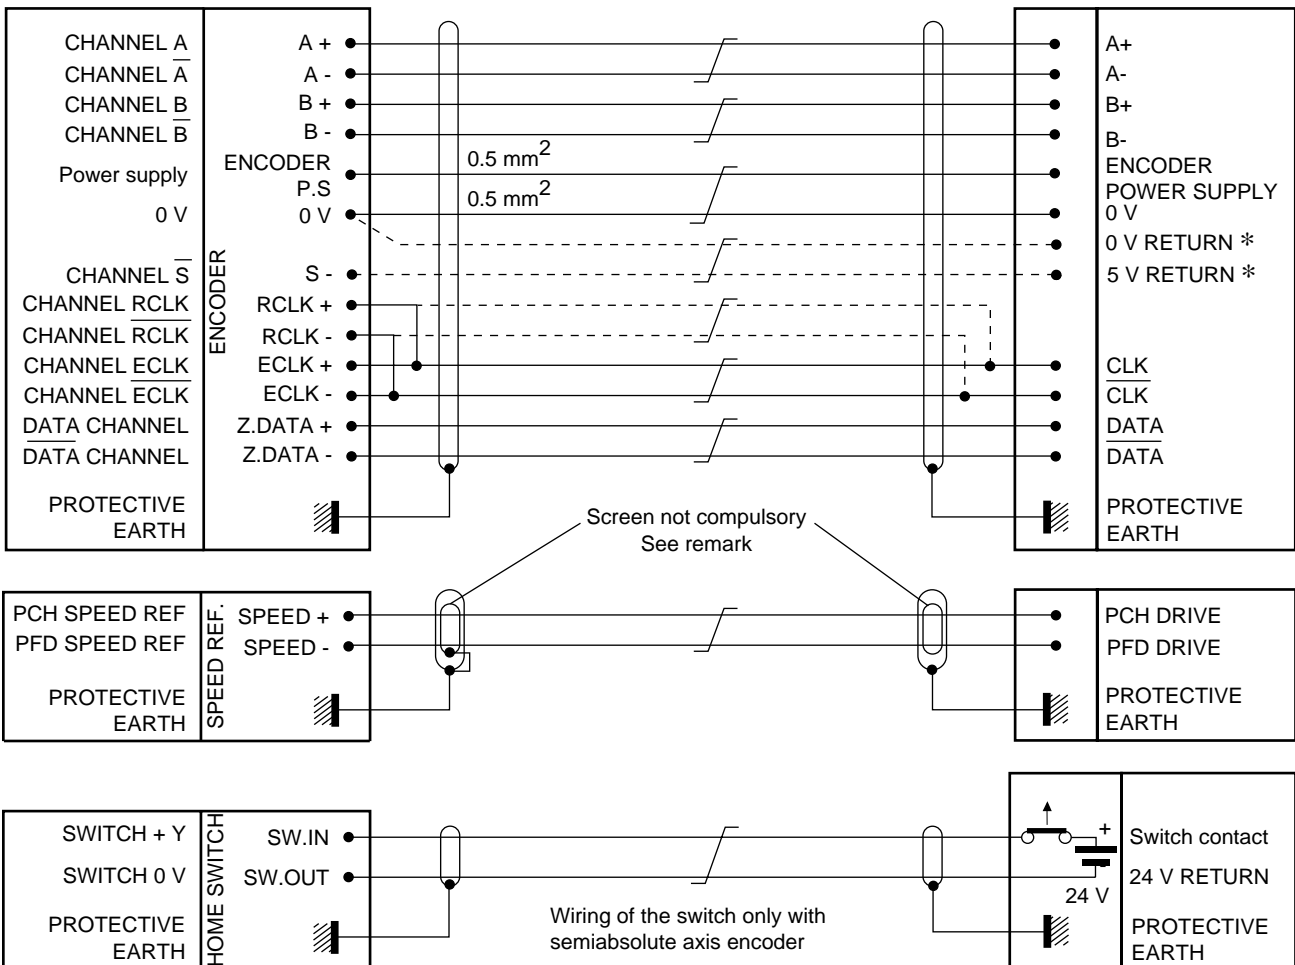 CHANNEL A A + A+
CHANNEL A̅ A - A-
CHANNEL B B + B+
CHANNEL B̅ B - B-
0.5 mm²
Power supply ENCODER P.S ENCODER POWER SUPPLY
0.5 mm²
0 V 0 V 0 V
0 V RETURN *
CHANNEL S̅ S - 5 V RETURN *
CHANNEL RCLK RCLK +
CHANNEL R̅C̅L̅K̅ RCLK -
CHANNEL ECLK ECLK + CLK
CHANNEL E̅C̅L̅K̅ ECLK - C̅L̅K̅
DATA CHANNEL Z.DATA + DATA
D̅A̅T̅A̅ CHANNEL Z.DATA - D̅A̅T̅A̅
ENCODER
PROTECTIVE PROTECTIVE
EARTH EARTH
Screen not compulsory
See remark
PCH SPEED REF SPEED + PCH DRIVE
PFD SPEED REF SPEED - PFD DRIVE
SPEED REF.
PROTECTIVE PROTECTIVE
EARTH EARTH
SWITCH + Y SW.IN + Switch contact
SWITCH 0 V SW.OUT - 24 V RETURN
24 V
HOME SWITCH
Wiring of the switch only with
semiabsolute axis encoder
PROTECTIVE PROTECTIVE
EARTH EARTH